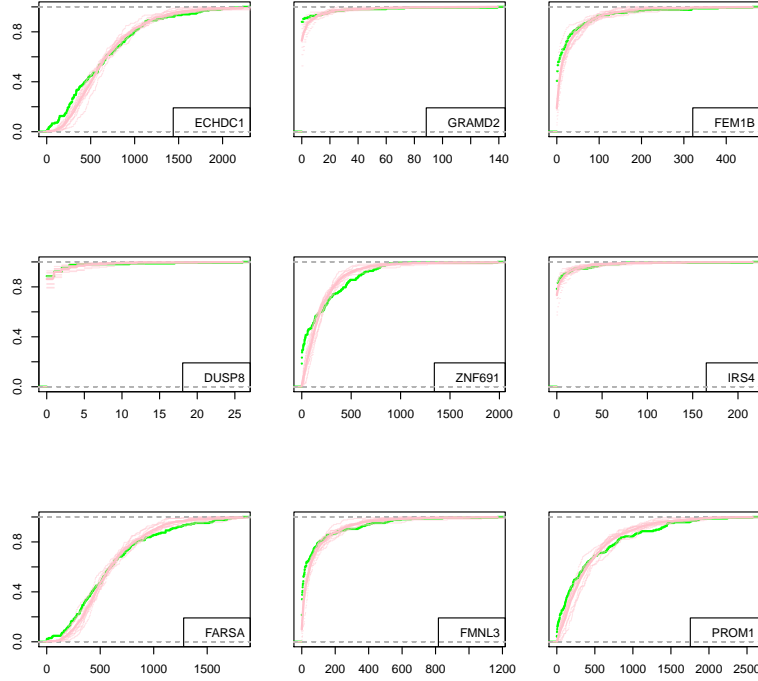 0.0 0.4 0.8
ECHDC1
0 500 1000 1500 2000
GRAMD2
0 20 40 60 80 100 140
FEM1B
0 100 200 300 400
0.0 0.4 0.8
DUSP8
0 5 10 15 20 25
ZNF691
0 500 1000 1500 2000
IRS4
0 50 100 150 200
0.0 0.4 0.8
FARSA
0 500 1000 1500
FMNL3
0 200 400 600 800 1200
PROM1
0 500 1000 1500 2000 2500